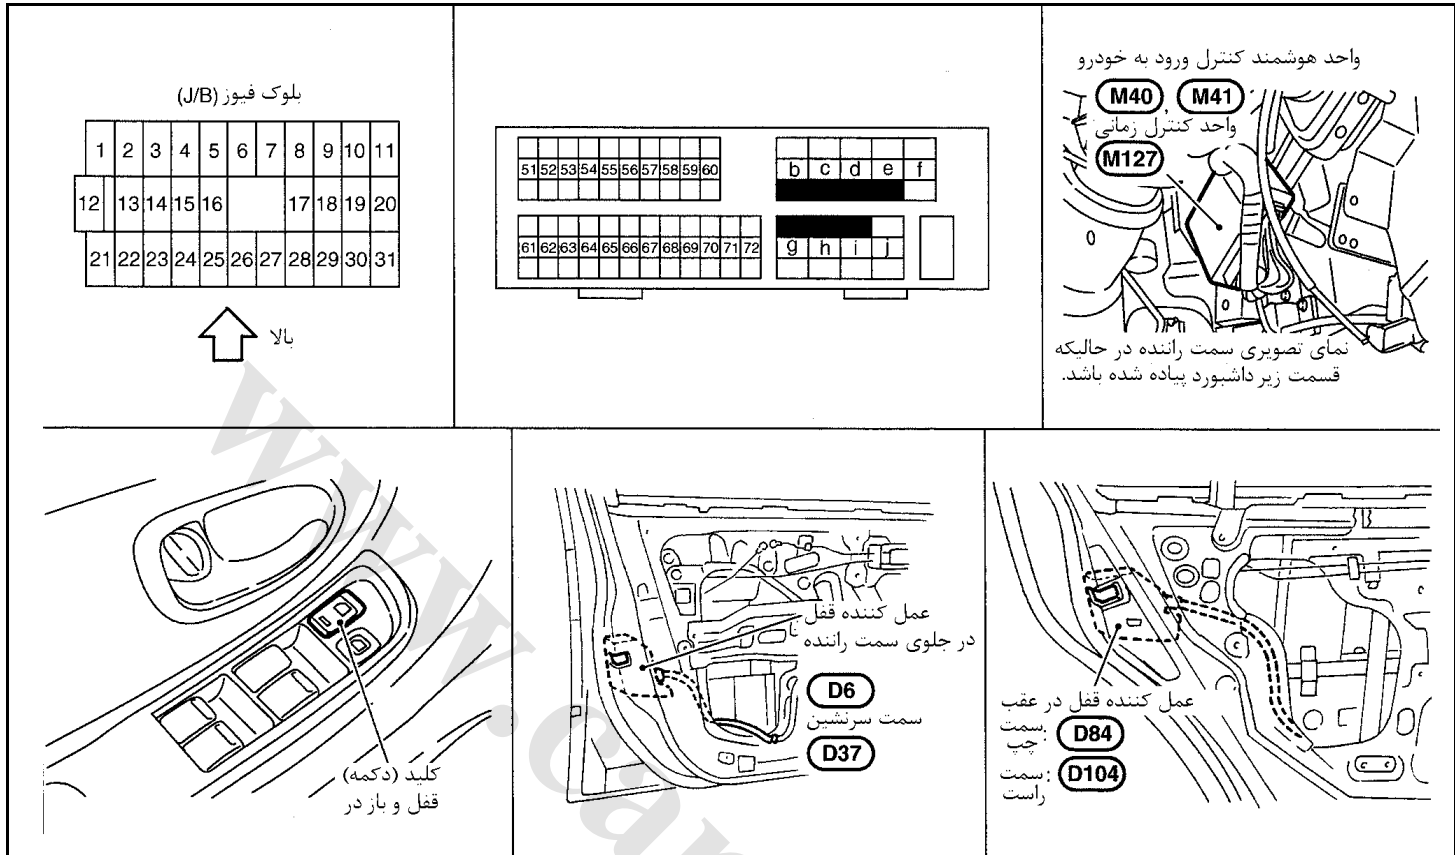 بلوک فیوز (J/B)
1 2 3 4 5 6 7 8 9 10 11
12 13 14 15 16 17 18 19 20
21 22 23 24 25 26 27 28 29 30 31
بالا
51 52 53 54 55 56 57 58 59 60
b c d e f
61 62 63 64 65 66 67 68 69 70 71 72
g h i j
واحد هوشمند کنترل ورود به خودرو
M40 , M41
واحد کنترل زمانی
M127
نمای تصویری سمت راننده در حالیکه
قسمت زیر داشبورد پیاده شده باشد.
کلید (دکمه)
قفل و باز در
عمل کننده قفل
در جلوی سمت راننده
D6
سمت سرنشین
D37
عمل کننده قفل در عقب
سمت چپ: D84
سمت راست: D104